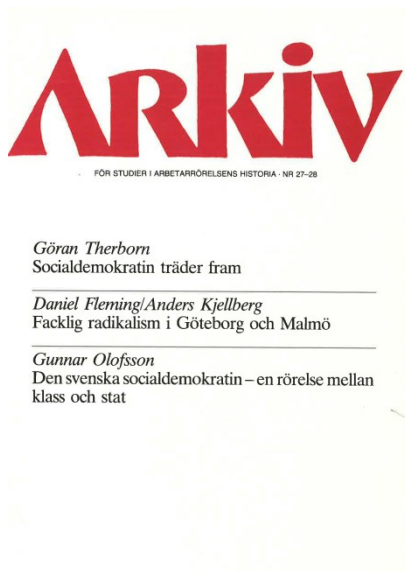 Arkiv
FÖR STUDIER I ARBETARRÖRELSENS HISTORIA · NR 27–28
Göran Therborn
Socialdemokratin träder fram
Daniel Fleming/Anders Kjellberg
Facklig radikalism i Göteborg och Malmö
Gunnar Olofsson
Den svenska socialdemokratin – en rörelse mellan
klass och stat